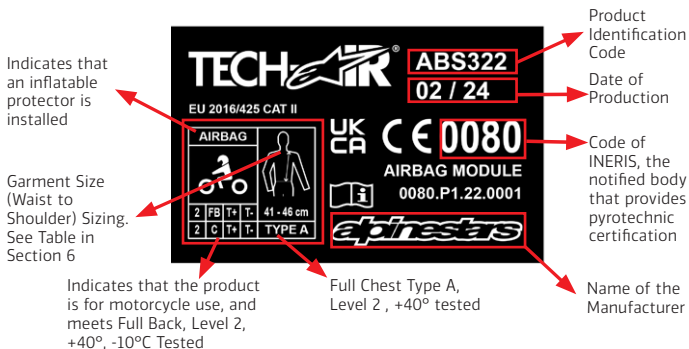 Indicates that
an inflatable
protector is
installed
Garment Size
(Waist to
Shoulder) Sizing.
See Table in
Section 6
TECH-AIR®
ABS322
02 / 24
EU 2016/425 CAT II
AIRBAG
UK
CA
CE 0080
AIRBAG MODULE
0080.P1.22.0001
i
2 FB T+ T- 41 - 46 cm
2 C T+ T- TYPE A
alpinestars
Product
Identification
Code
Date of
Production
Code of
INERIS, the
notified body
that provides
pyrotechnic
certification
Name of the
Manufacturer
Indicates that the product
is for motorcycle use, and
meets Full Back, Level 2,
+40°, -10°C Tested
Full Chest Type A,
Level 2 , +40° tested